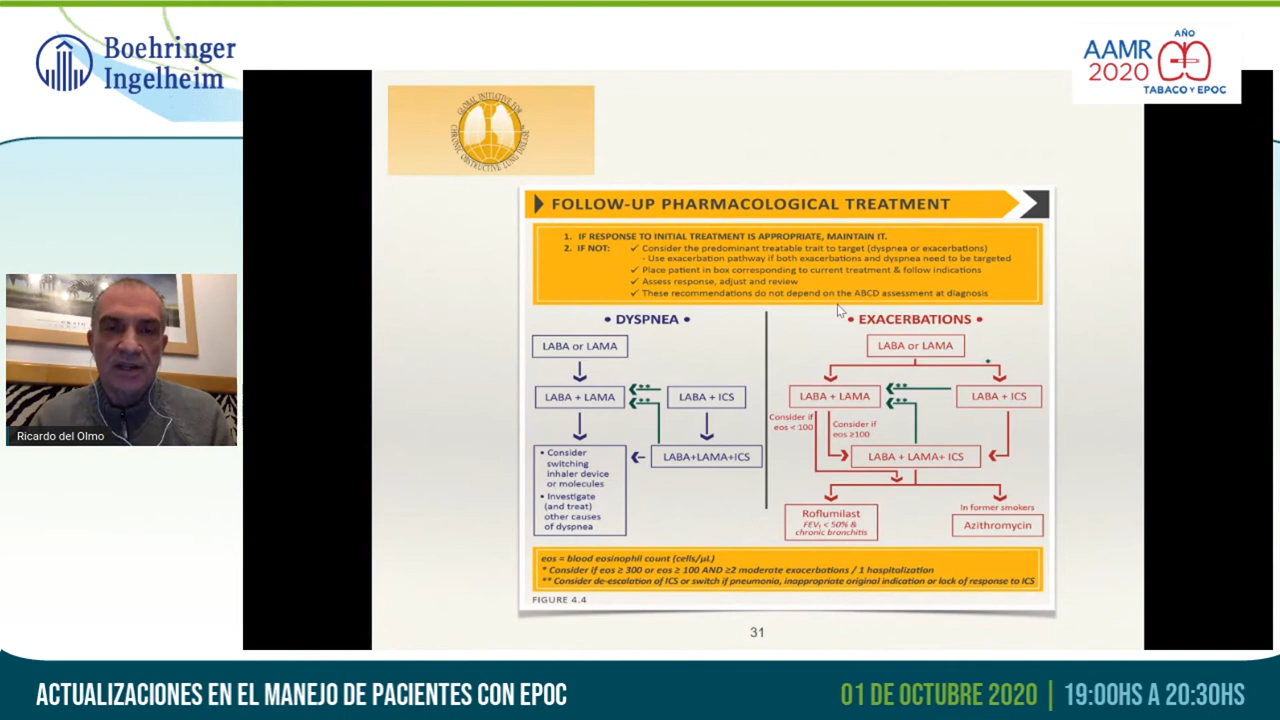 Boehringer
Ingelheim
AÑO
AAMR
2020
TABACO Y EPOC
GLOBAL INITIATIVE FOR
CHRONIC OBSTRUCTIVE LUNG DISEASE
FOLLOW-UP PHARMACOLOGICAL TREATMENT
1. IF RESPONSE TO INITIAL TREATMENT IS APPROPRIATE, MAINTAIN IT.
2. IF NOT: ✓ Consider the predominant treatable trait to target (dyspnea or exacerbations)
- Use exacerbation pathway if both exacerbations and dyspnea need to be targeted
✓ Place patient in box corresponding to current treatment & follow indications
✓ Assess response, adjust and review
✓ These recommendations do not depend on the ABCD assessment at diagnosis
• DYSPNEA •
LABA or LAMA
LABA + LAMA
**
**
LABA + ICS
• Consider
switching
inhaler device
or molecules
• Investigate
(and treat)
other causes
of dyspnea
LABA+LAMA+ICS
• EXACERBATIONS •
LABA or LAMA
*
LABA + LAMA
**
**
LABA + ICS
Consider if
eos < 100
Consider if
eos ≥100
LABA + LAMA+ ICS
Roflumilast
FEV₁ < 50% &
chronic bronchitis
In former smokers
Azithromycin
eos = blood eosinophil count (cells/µL)
* Consider if eos ≥ 300 or eos ≥ 100 AND ≥2 moderate exacerbations / 1 hospitalization
** Consider de-escalation of ICS or switch if pneumonia, inappropriate original indication or lack of response to ICS
FIGURE 4.4
31
Ricardo del Olmo
ACTUALIZACIONES EN EL MANEJO DE PACIENTES CON EPOC
01 DE OCTUBRE 2020 | 19:00HS A 20:30HS